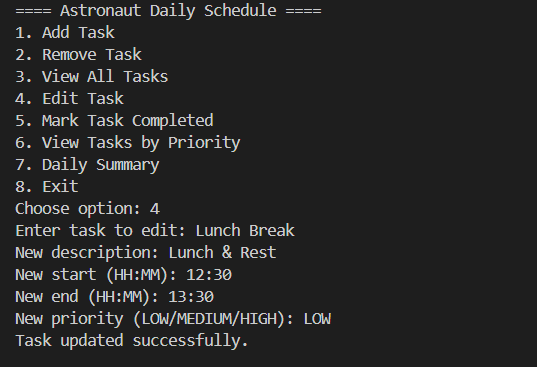 ==== Astronaut Daily Schedule ====
1. Add Task
2. Remove Task
3. View All Tasks
4. Edit Task
5. Mark Task Completed
6. View Tasks by Priority
7. Daily Summary
8. Exit
Choose option: 4
Enter task to edit: Lunch Break
New description: Lunch & Rest
New start (HH:MM): 12:30
New end (HH:MM): 13:30
New priority (LOW/MEDIUM/HIGH): LOW
Task updated successfully.